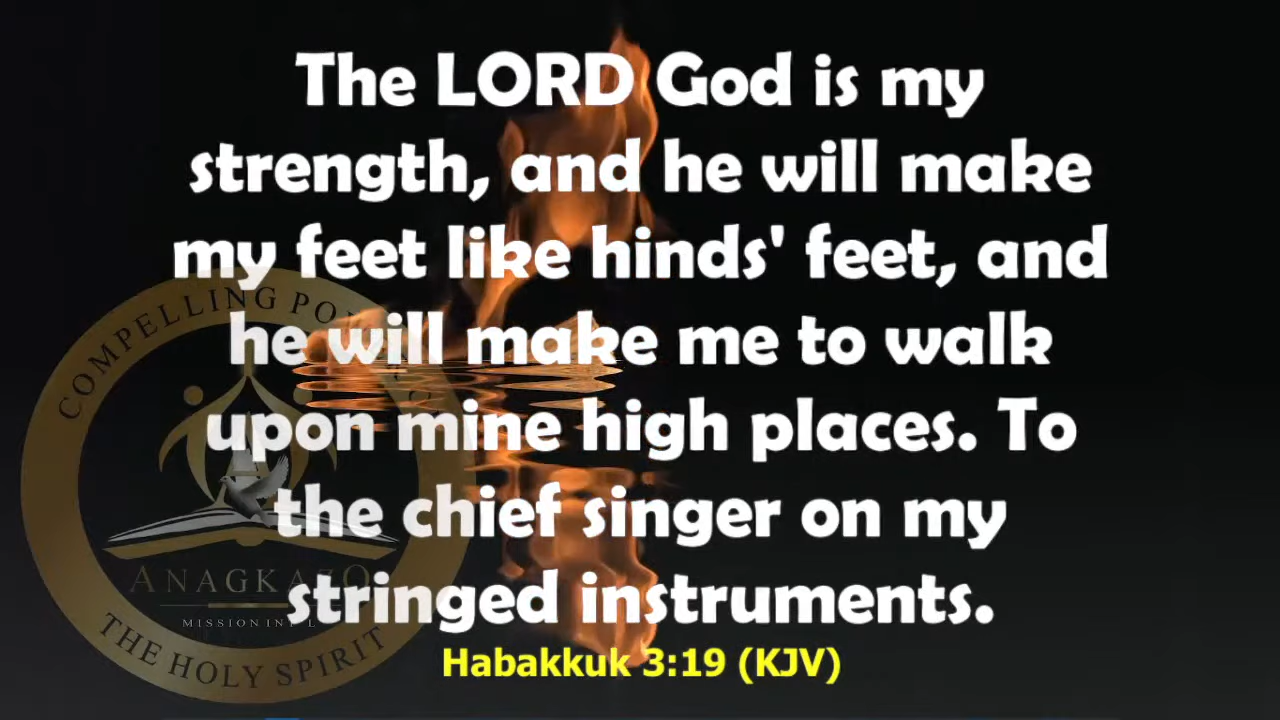 The LORD God is my
strength, and he will make
my feet like hinds' feet, and
he will make me to walk
upon mine high places. To
the chief singer on my
stringed instruments.
Habakkuk 3:19 (KJV)
COMPELLING
ANAGKAZO
MISSION
THE HOLY SPIRIT